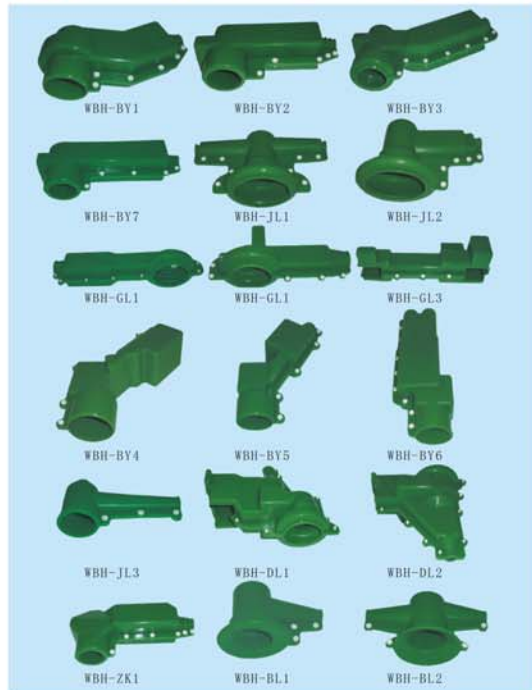 WBH-BY1 WBH-BY2 WBH-BY3
WBH-BY7 WBH-JL1 WBH-JL2
WBH-GL1 WBH-GL1 WBH-GL3
WBH-BY4 WBH-BY5 WBH-BY6
WBH-JL3 WBH-DL1 WBH-DL2
WBH-ZK1 WBH-BL1 WBH-BL2